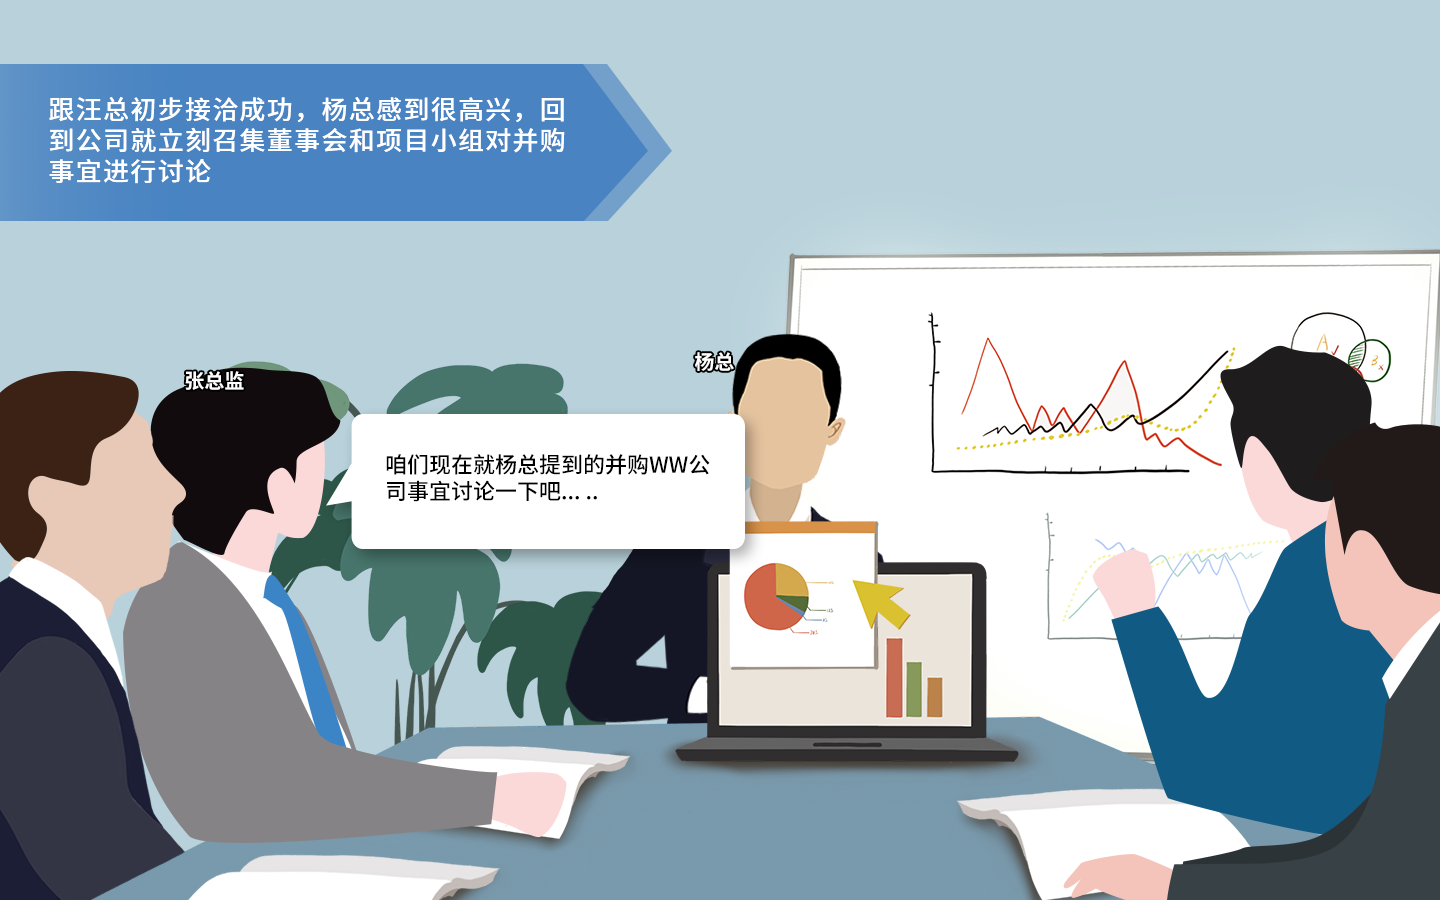 跟汪总初步接洽成功，杨总感到很高兴，回
到公司就立刻召集董事会和项目小组对并购
事宜进行讨论
杨总
张总监
咱们现在就杨总提到的并购WW公
司事宜讨论一下吧... ..
A
B